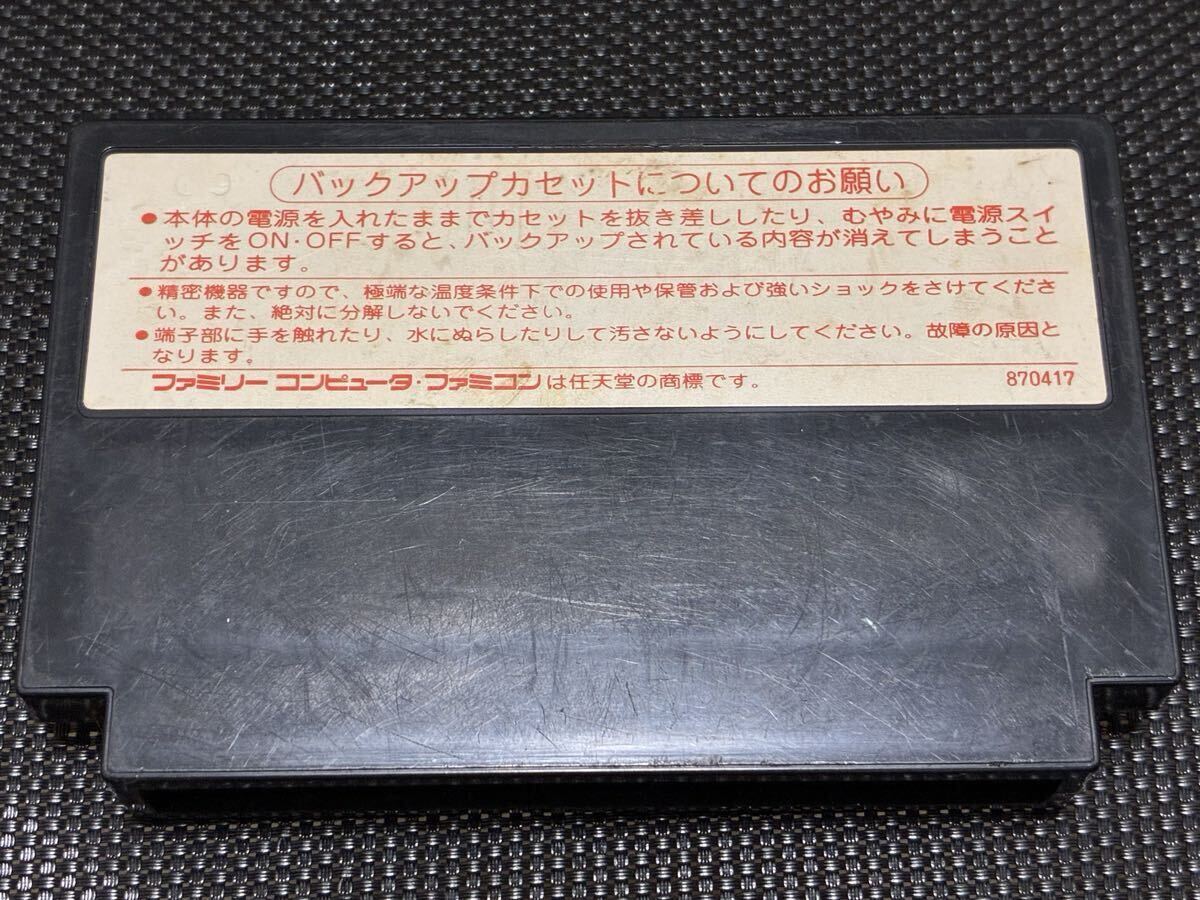 バックアップカセットについてのお願い
●本体の電源を入れたままでカセットを抜き差ししたり、むやみに電源スイ
ッチをON・OFFすると、バックアップされている内容が消えてしまうこと
があります。
●精密機器ですので、極端な温度条件下での使用や保管および強いショックをさけてくださ
い。また、絶対に分解しないでください。
●端子部に手を触れたり、水にぬらしたりして汚さないようにしてください。故障の原因と
なります。
ファミリーコンピュータ・ファミコンは任天堂の商標です。 870417